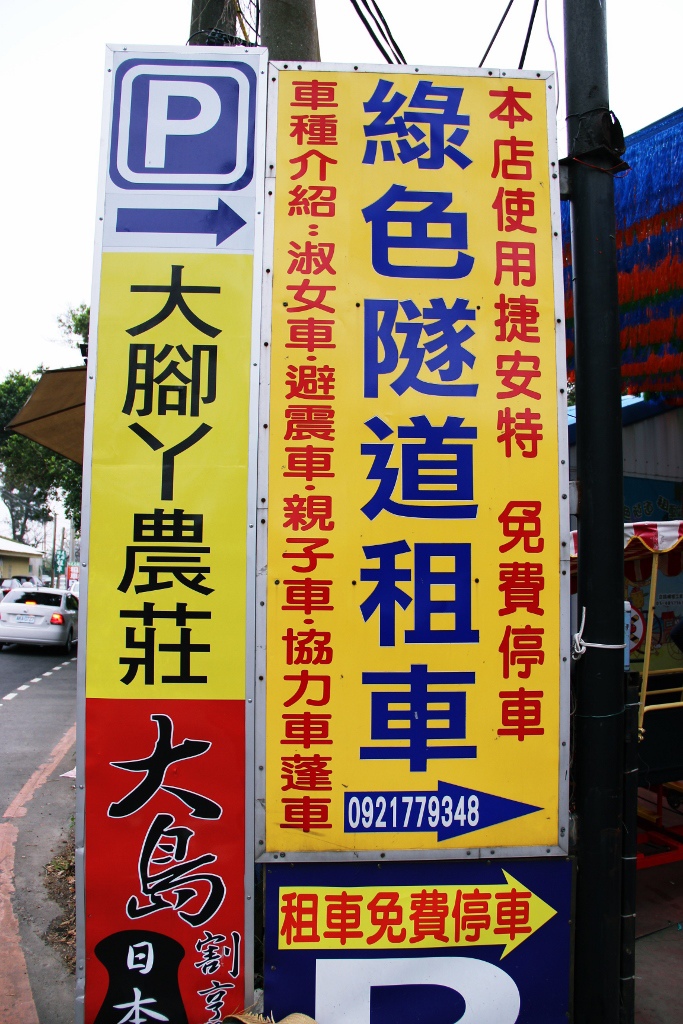 P
大腳丫農莊
大島
割亨
日本
本店使用捷安特 免費停車
綠色隧道租車
車種介紹：淑女車·避震車·親子車·協力車蓬車
0921779348
租車免費停車